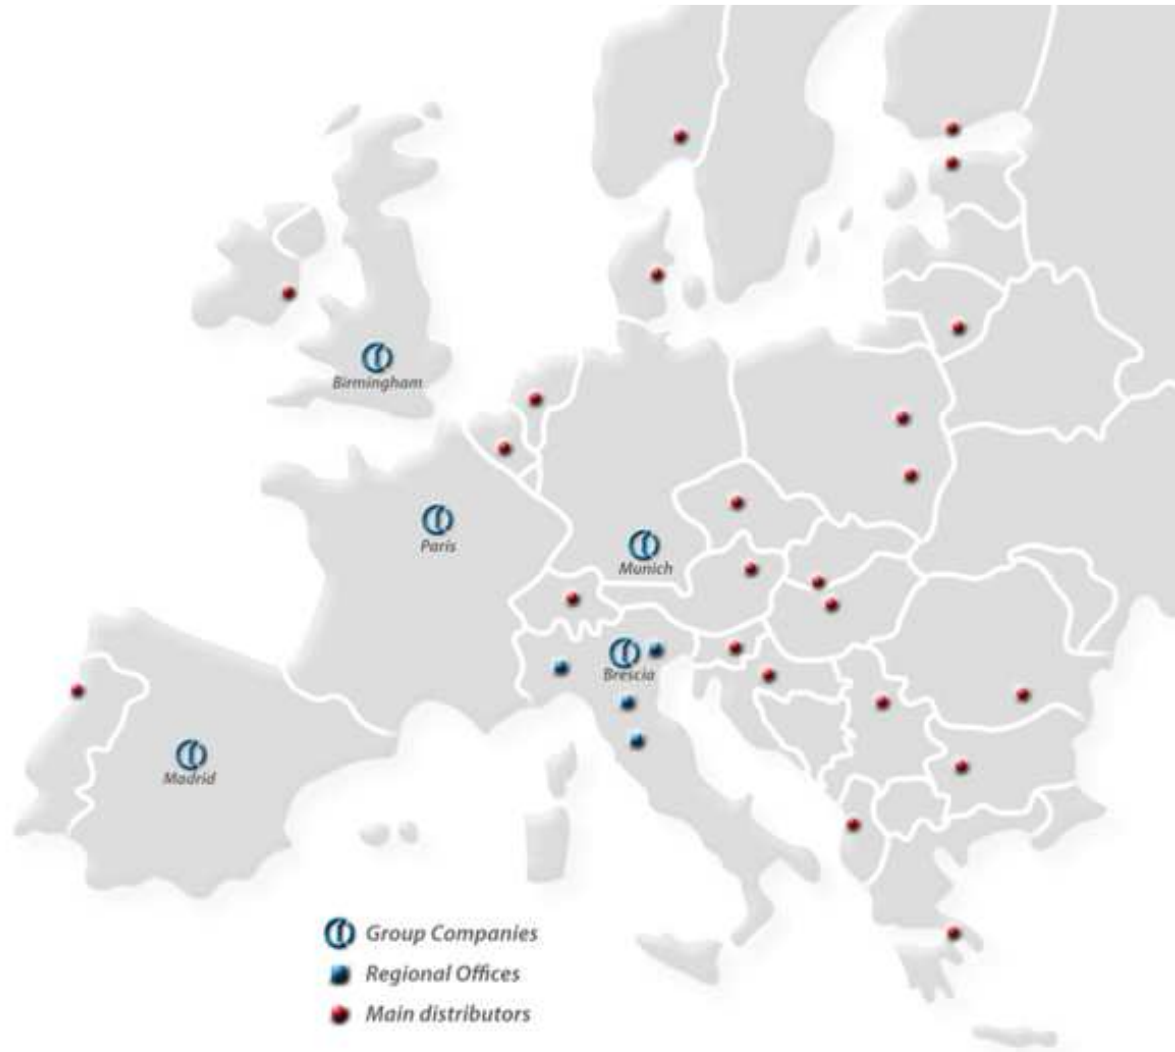 Birmingham
Paris
Munich
Brescia
Madrid
Group Companies
Regional Offices
Main distributors